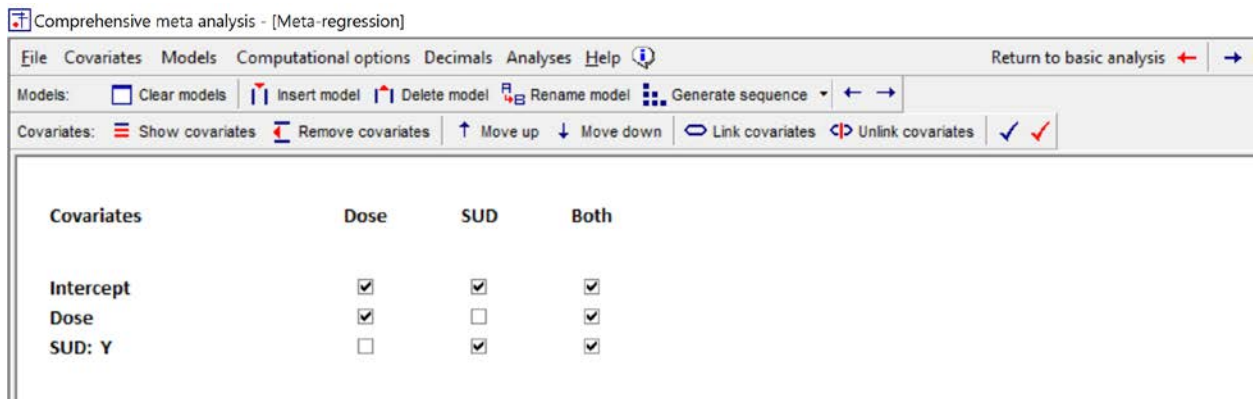 Comprehensive meta analysis - [Meta-regression]
File Covariates Models Computational options Decimals Analyses Help Return to basic analysis
Models: Clear models Insert model Delete model Rename model Generate sequence
Covariates: Show covariates Remove covariates Move up Move down Link covariates Unlink covariates
Covariates Dose SUD Both
Intercept
Dose
SUD: Y